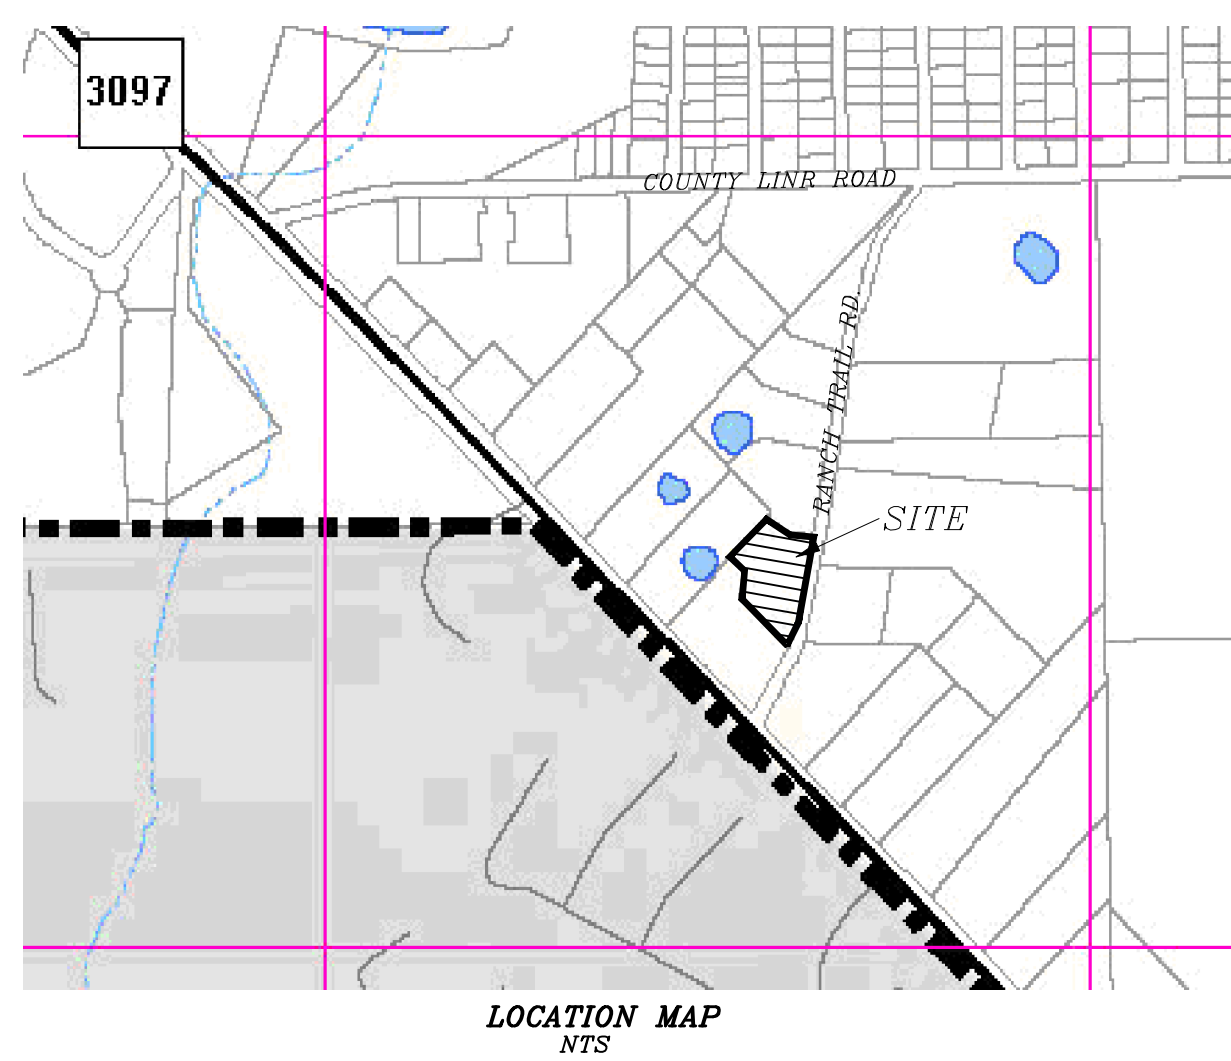 3097
COUNTY LINR ROAD
RANCH TRAIL RD.
SITE
LOCATION MAP
NTS